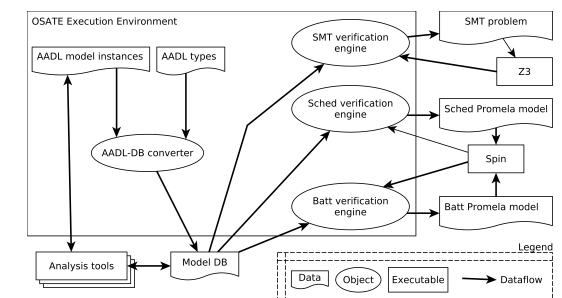 OSATE Execution Environment
AADL model instances
AADL types
AADL-DB converter
SMT verification
engine
Sched verification
engine
Batt verification
engine
SMT problem
Z3
Sched Promela model
Spin
Batt Promela model
Analysis tools
Model DB
Legend
Data
Object
Executable
Dataflow